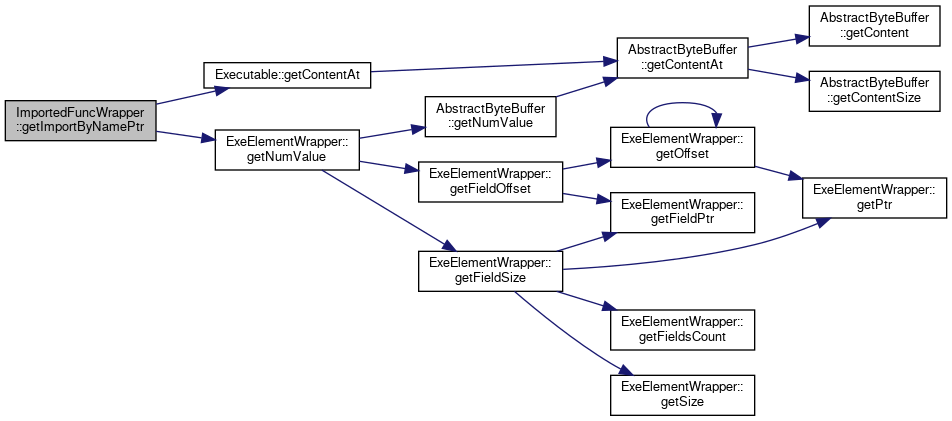 ImportedFuncWrapper
::getImportByNamePtr
Executable::getContentAt
ExeElementWrapper::
getNumValue
AbstractByteBuffer
::getNumValue
ExeElementWrapper::
getFieldOffset
ExeElementWrapper::
getFieldSize
AbstractByteBuffer
::getContentAt
ExeElementWrapper::
getOffset
ExeElementWrapper::
getFieldPtr
ExeElementWrapper::
getFieldsCount
ExeElementWrapper::
getSize
AbstractByteBuffer
::getContent
AbstractByteBuffer
::getContentSize
ExeElementWrapper::
getPtr